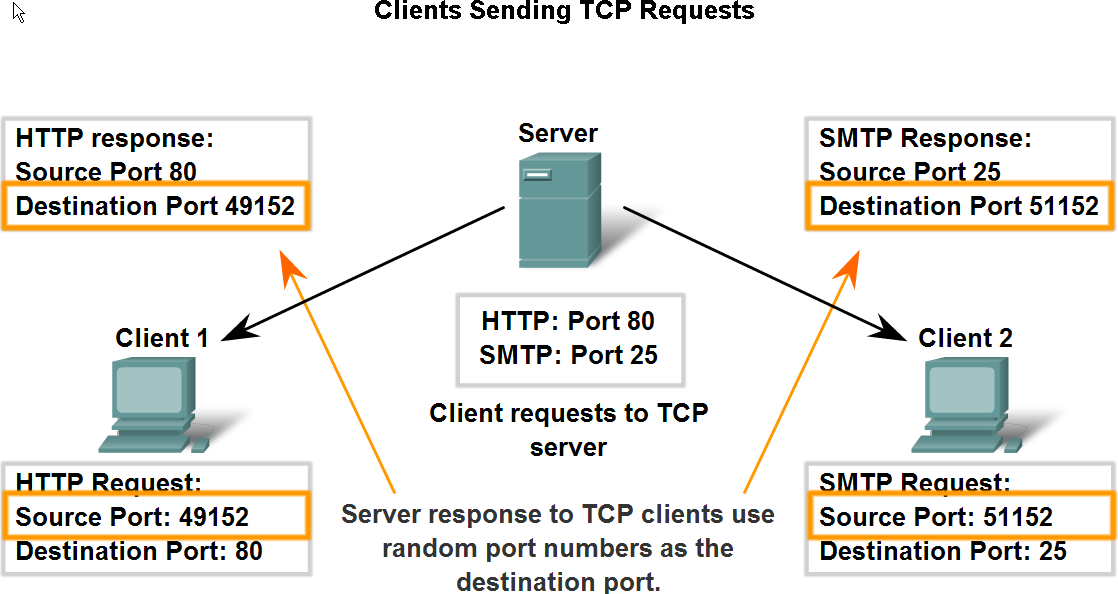 Clients Sending TCP Requests
HTTP response:
Source Port 80
Destination Port 49152
Server
SMTP Response:
Source Port 25
Destination Port 51152
HTTP: Port 80
SMTP: Port 25
Client 1
Client 2
Client requests to TCP
server
HTTP Request:
Source Port: 49152
Destination Port: 80
Server response to TCP clients use
random port numbers as the
destination port.
SMTP Request:
Source Port: 51152
Destination Port: 25